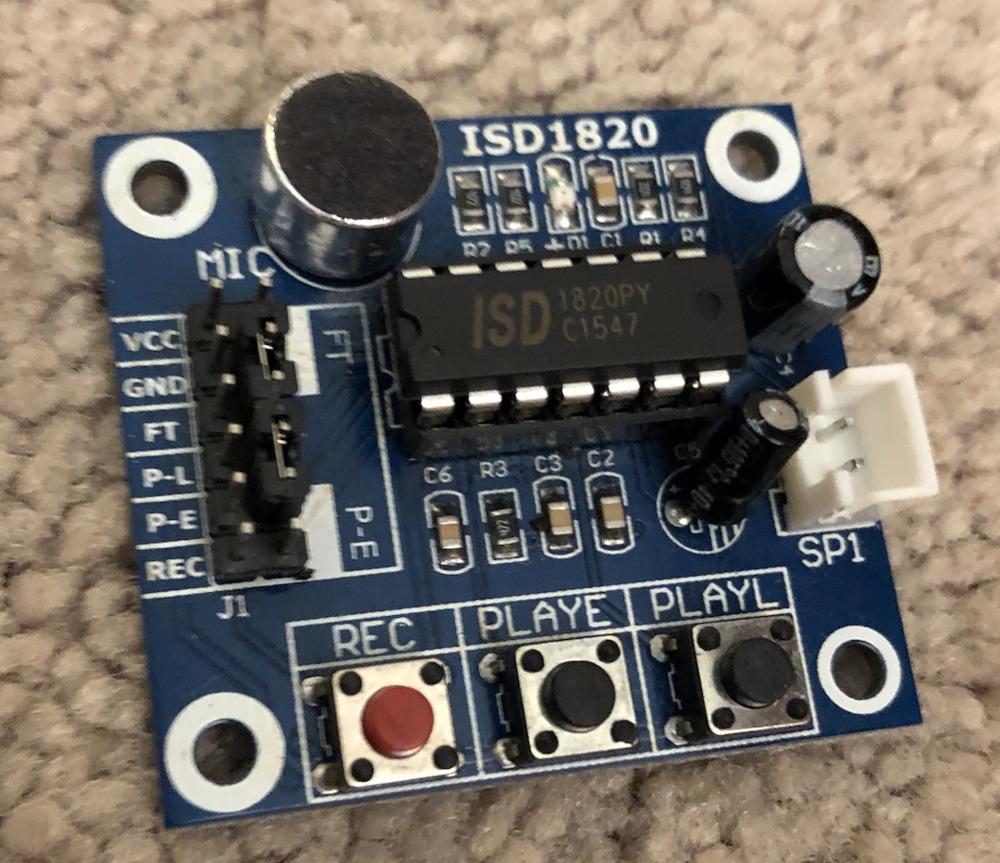 ISD1820
R2 R5 + D1 C1 R1 R4
MIC
ISD 1820PY
C1547
VCC
GND
FT
P-L
P-E
REC
J1
FT
P-E
C6 R3 C3 C2
C5
C4
SP1
REC PLAYE PLAYL